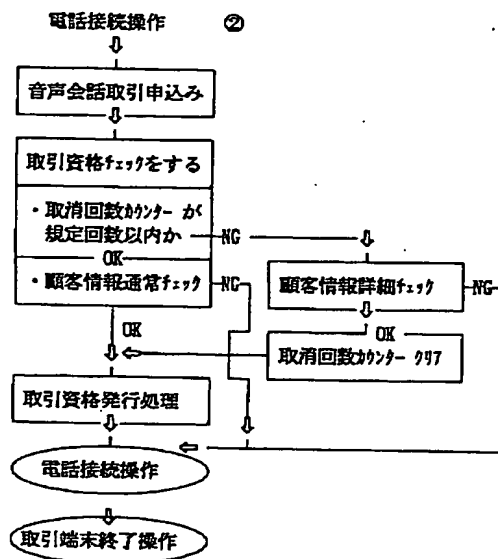 電話接続操作 ②
音声会話取引申込み
取引資格チェックをする
・取消回数カウンター が
規定回数以内か
NG
OK
・顧客情報通常チェック
NG
顧客情報詳細チェック
NG
OK
OK
取消回数カウンター クリア
取引資格発行処理
電話接続操作
取引端末終了操作